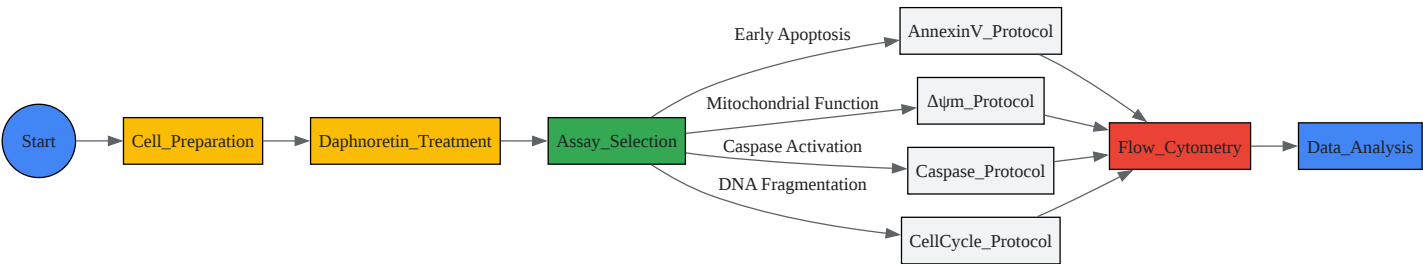 Start
Cell_Preparation
Daphnoretin_Treatment
Assay_Selection
Early Apoptosis
Mitochondrial Function
Caspase Activation
DNA Fragmentation
AnnexinV_Protocol
Δψm_Protocol
Caspase_Protocol
CellCycle_Protocol
Flow_Cytometry
Data_Analysis